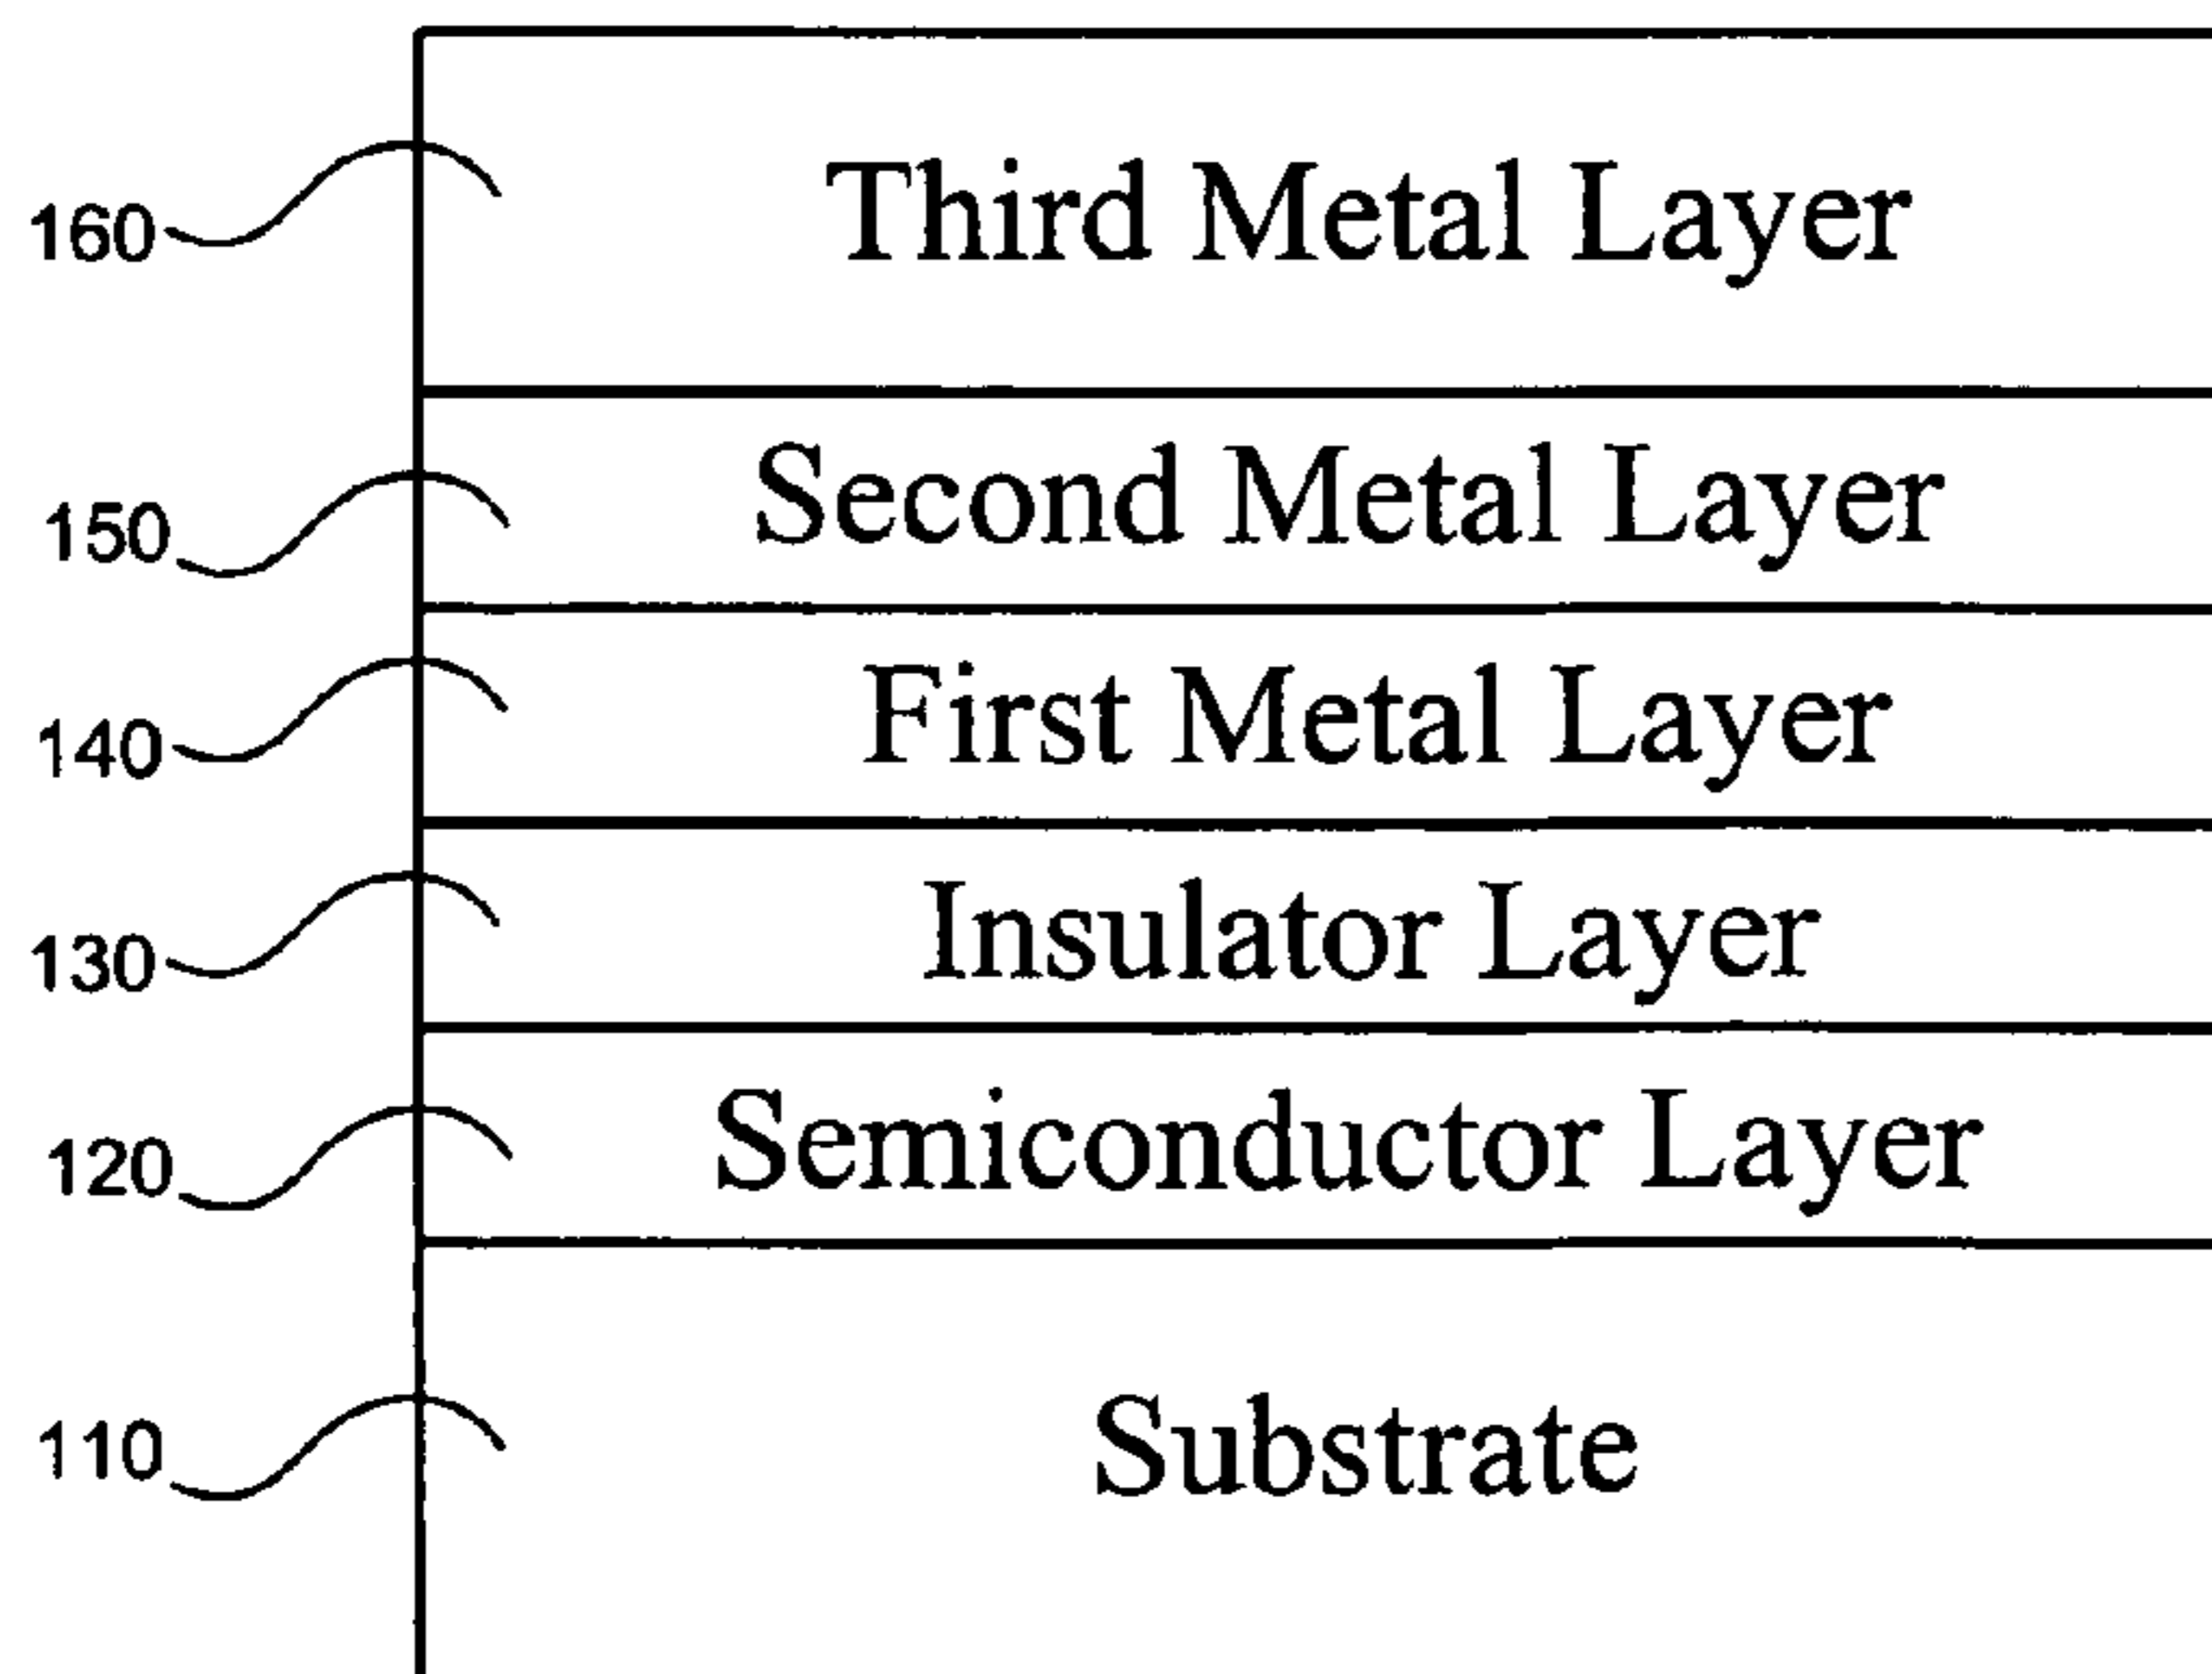 160 Third Metal Layer
150 Second Metal Layer
140 First Metal Layer
130 Insulator Layer
120 Semiconductor Layer
110 Substrate